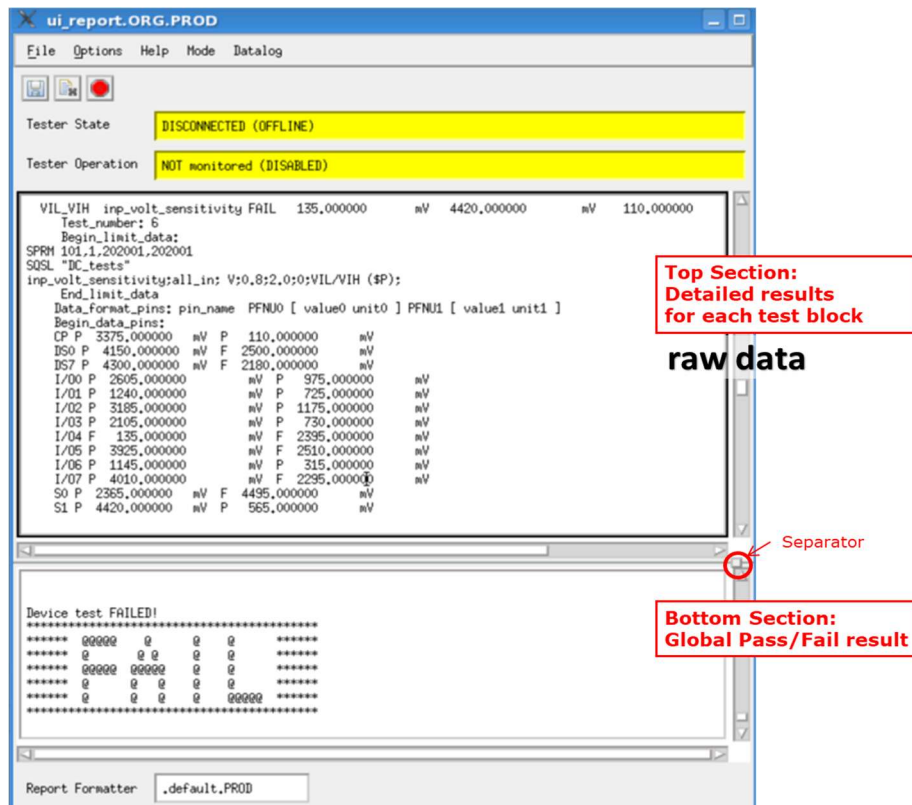 ui_report.ORG.PROD
File Options Help Mode Datalog
Tester State DISCONNECTED (OFFLINE)
Tester Operation NOT monitored (DISABLED)
VIL_VIH inp_volt_sensitivity FAIL 135.000000 mV 4420.000000 mV 110.000000
Test_number: 6
Begin_limit_data:
SPRM 101,1,202001,202001
SQSL "DC_tests"
inp_volt_sensitivity;all_in; V;0.8;2.0;0;VIL/VIH ($P);
End_limit_data
Data_format_pins: pin_name PFNU0 [ value0 unit0 ] PFNU1 [ value1 unit1 ]
Begin_data_pins:
CP P 3375.000000 mV P 110.000000 mV
DS0 P 4150.000000 mV F 2500.000000 mV
DS7 P 4300.000000 mV F 2180.000000 mV
I/O0 P 2605.000000 mV P 975.000000 mV
I/O1 P 1240.000000 mV P 725.000000 mV
I/O2 P 3185.000000 mV P 1175.000000 mV
I/O3 P 2105.000000 mV P 730.000000 mV
I/O4 F 135.000000 mV F 2395.000000 mV
I/O5 P 3925.000000 mV F 2510.000000 mV
I/O6 P 1145.000000 mV P 315.000000 mV
I/O7 P 4010.000000 mV F 2295.000000 mV
S0 P 2365.000000 mV F 4495.000000 mV
S1 P 4420.000000 mV P 565.000000 mV
Top Section:
Detailed results
for each test block
raw data
Separator
Device test FAILED!
******************************************
****** @@@@@ @ @ @ ******
****** @ @ @ @ @ ******
****** @@@@@ @@@@@ @ @ ******
****** @ @ @ @ @ ******
****** @ @ @ @ @@@@@ ******
******************************************
Bottom Section:
Global Pass/Fail result
Report Formatter .default.PROD